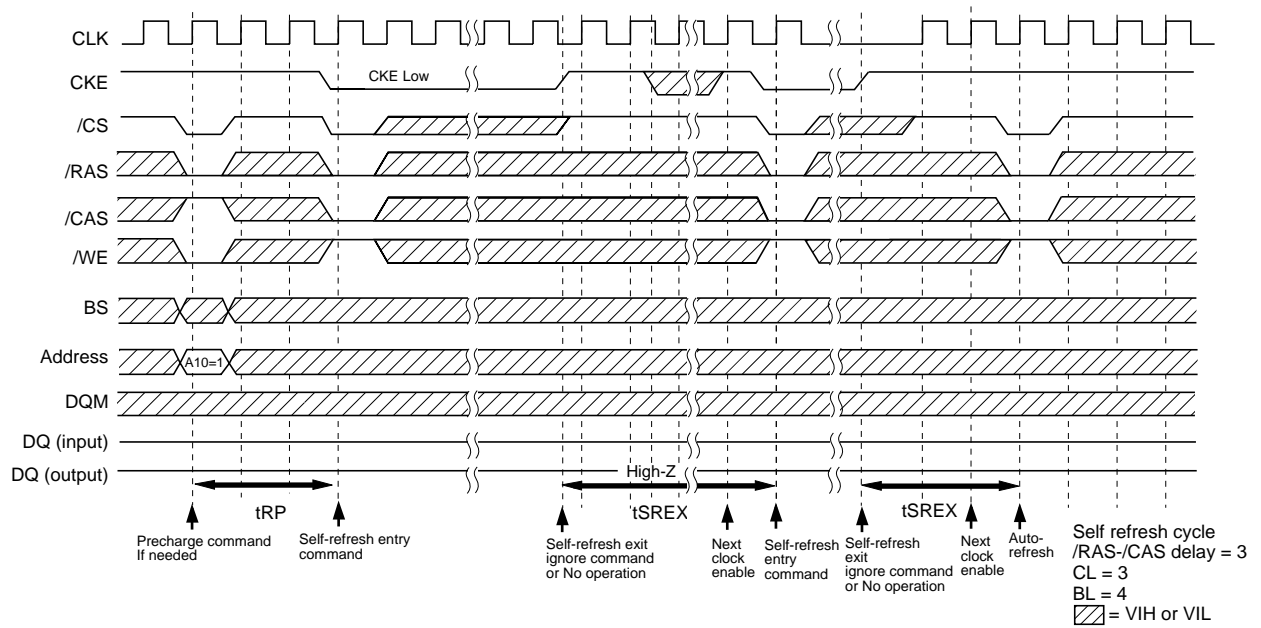 CLK
CKE
CKE Low
/CS
/RAS
/CAS
/WE
BS
Address
A10=1
DQM
DQ (input)
DQ (output)
High-Z
tRP
tSREX
tSREX
Precharge command
If needed
Self-refresh entry
command
Self-refresh exit
ignore command
or No operation
Next
clock
enable
Self-refresh
entry
command
Self-refresh
exit
ignore command
or No operation
Next
clock
enable
Auto-
refresh
Self refresh cycle
/RAS-/CAS delay = 3
CL = 3
BL = 4
= VIH or VIL